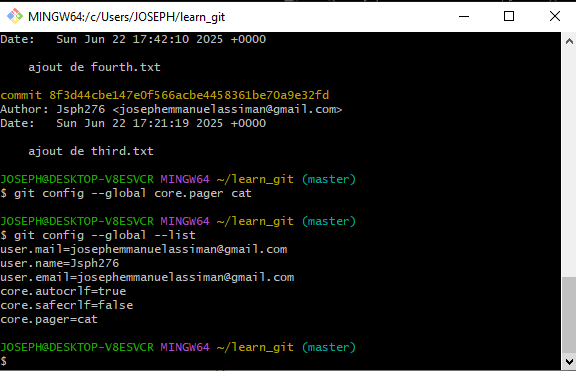 MINGW64:/c/Users/JOSEPH/learn_git
Date:   Sun Jun 22 17:42:10 2025 +0000
    ajout de fourth.txt
commit 8f3d44cbe147e0f566acbe4458361be70a9e32fd
Author: Jsph276 <josephemmanuelassiman@gmail.com>
Date:   Sun Jun 22 17:21:19 2025 +0000
    ajout de third.txt
JOSEPH@DESKTOP-V8ESVCR MINGW64 ~/learn_git (master)
$ git config --global core.pager cat
JOSEPH@DESKTOP-V8ESVCR MINGW64 ~/learn_git (master)
$ git config --global --list
user.mail=josephemmanuelassiman@gmail.com
user.name=Jsph276
user.email=josephemmanuelassiman@gmail.com
core.autocrlf=true
core.safecrlf=false
core.pager=cat
JOSEPH@DESKTOP-V8ESVCR MINGW64 ~/learn_git (master)
$